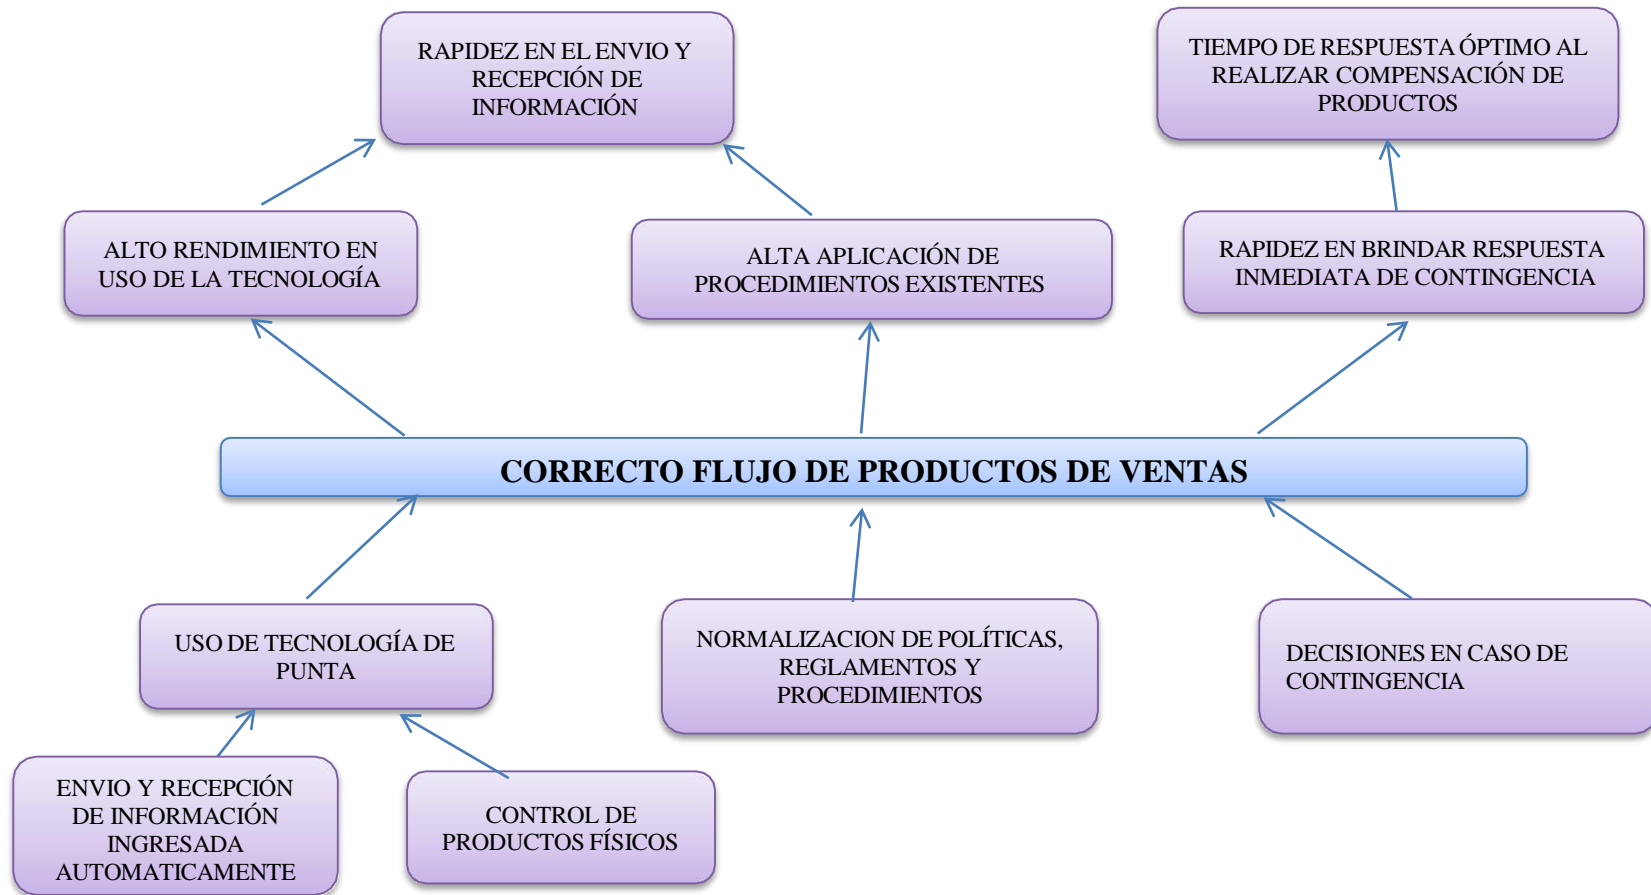 RAPIDEZ EN EL ENVIO Y
RECEPCIÓN DE
INFORMACIÓN
TIEMPO DE RESPUESTA ÓPTIMO AL
REALIZAR COMPENSACIÓN DE
PRODUCTOS
ALTO RENDIMIENTO EN
USO DE LA TECNOLOGÍA
ALTA APLICACIÓN DE
PROCEDIMIENTOS EXISTENTES
RAPIDEZ EN BRINDAR RESPUESTA
INMEDIATA DE CONTINGENCIA
CORRECTO FLUJO DE PRODUCTOS DE VENTAS
USO DE TECNOLOGÍA DE
PUNTA
NORMALIZACION DE POLÍTICAS,
REGLAMENTOS Y
PROCEDIMIENTOS
DECISIONES EN CASO DE
CONTINGENCIA
ENVIO Y RECEPCIÓN
DE INFORMACIÓN
INGRESADA
AUTOMATICAMENTE
CONTROL DE
PRODUCTOS FÍSICOS